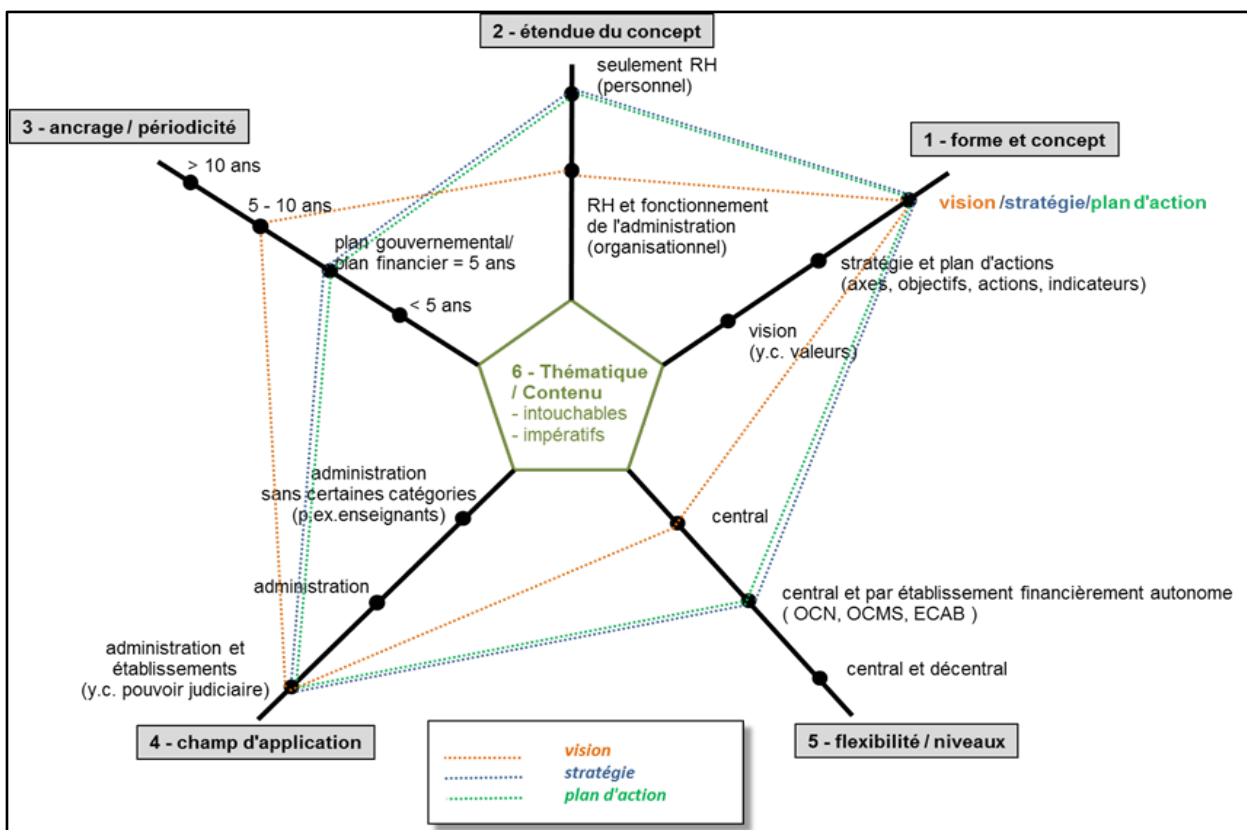 2 - étendue du concept
seulement RH
(personnel)
3 - ancrage / périodicité
> 10 ans
5 - 10 ans
plan gouvernemental/
plan financier = 5 ans
< 5 ans
1 - forme et concept
vision /stratégie/plan d'action
RH et fonctionnement
de l'administration
(organisationnel)
stratégie et plan d'actions
(axes, objectifs, actions, indicateurs)
vision
(y.c. valeurs)
6 - Thématique
/ Contenu
- intouchables
- impératifs
administration
sans certaines catégories
(p.ex.enseignants)
administration
administration et
établissements
(y.c. pouvoir judiciaire)
4 - champ d'application
central
central et par établissement financièrement autonome
( OCN, OCMS, ECAB )
central et décentral
5 - flexibilité / niveaux
vision
stratégie
plan d'action